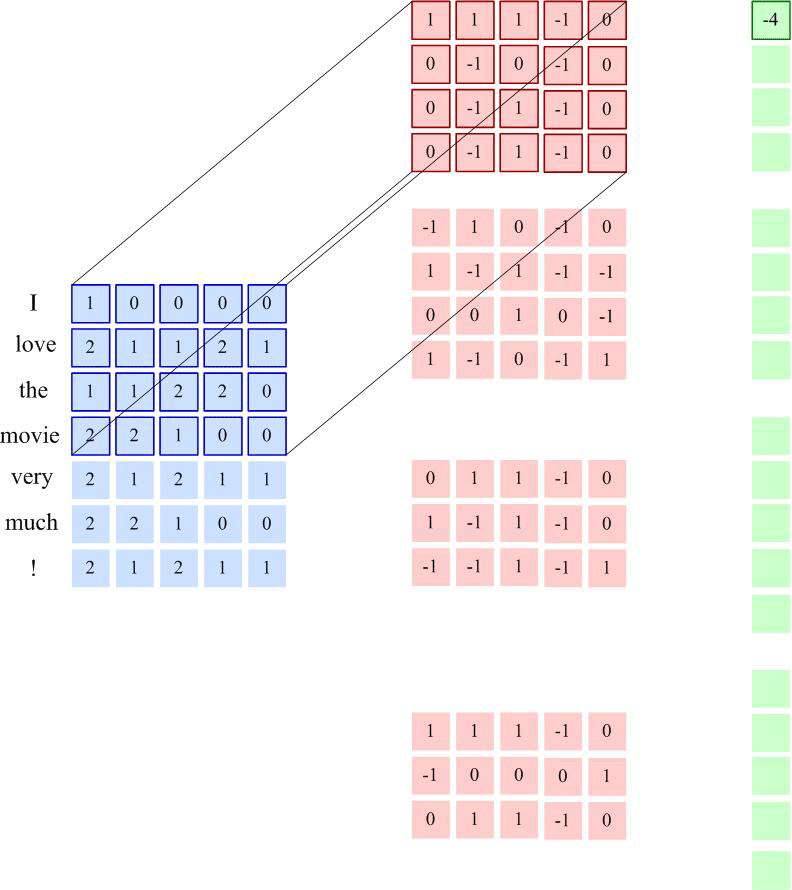 1 1 1 -1 0 -4
0 -1 0 -1 0
0 -1 1 -1 0
0 -1 1 -1 0
-1 1 0 -1 0
1 -1 1 -1 -1
0 0 1 0 -1
1 -1 0 -1 1
I 1 0 0 0 0
love 2 1 1 2 1
the 1 1 2 2 0
movie 2 2 1 0 0
very 2 1 2 1 1
much 2 2 1 0 0
! 2 1 2 1 1
0 1 1 -1 0
1 -1 1 -1 0
-1 -1 1 -1 1
1 1 1 -1 0
-1 0 0 0 1
0 1 1 -1 0